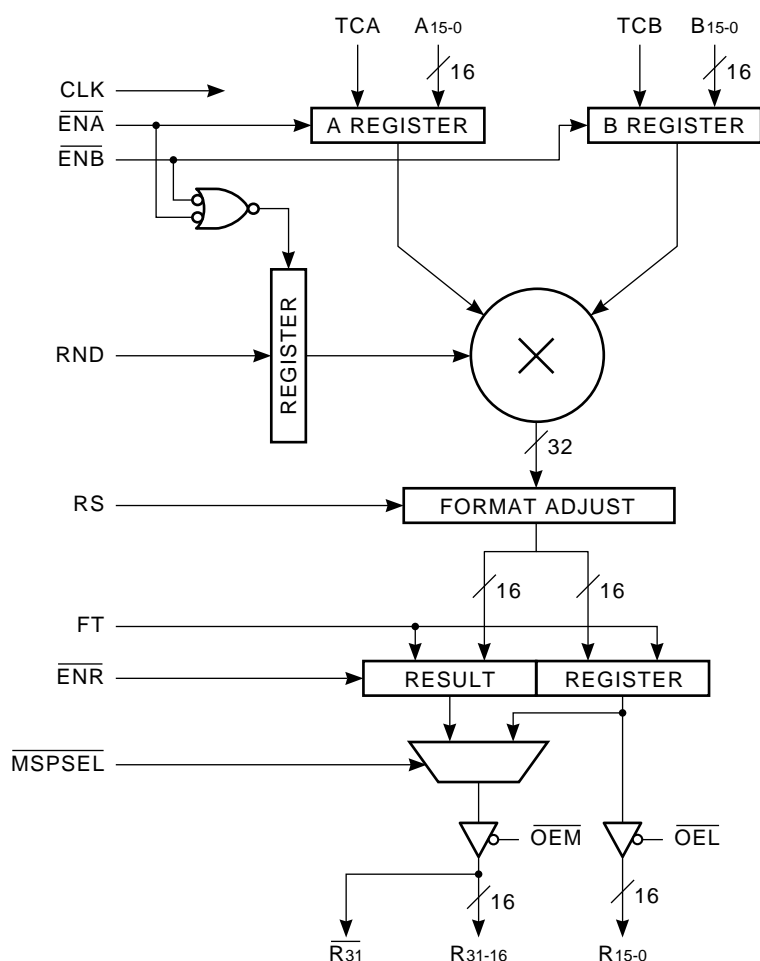 TCA A15-0 TCB B15-0
16 16
CLK
ENA A REGISTER B REGISTER
ENB
REGISTER
RND
32
RS FORMAT ADJUST
16 16
FT
ENR RESULT REGISTER
MSPSEL
OEM OEL
16 16
R31 R31-16 R15-0